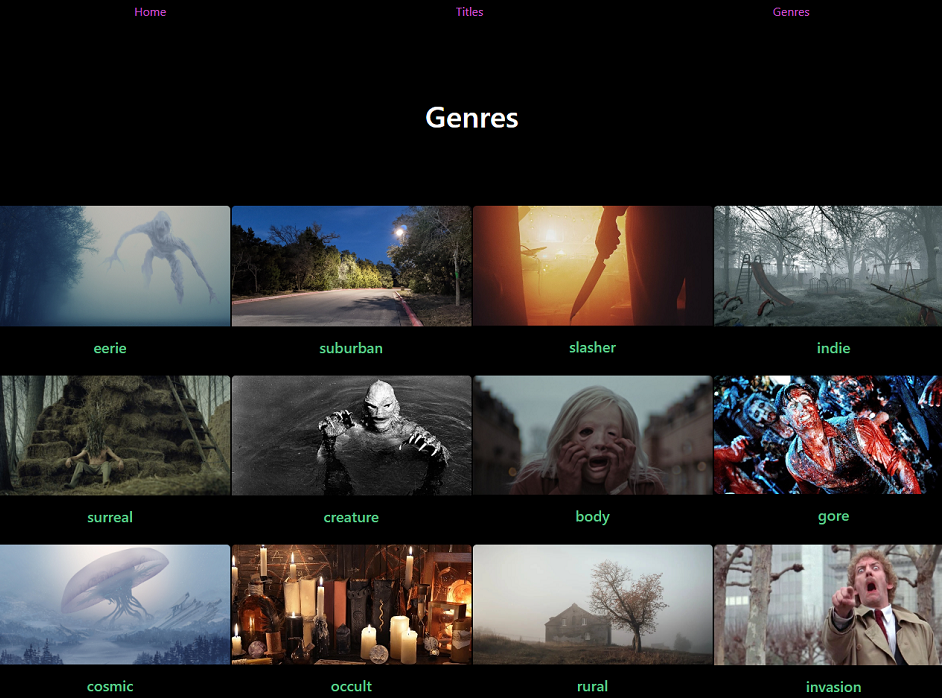 Home Titles Genres
Genres
eerie suburban slasher indie
surreal creature body gore
cosmic occult rural invasion